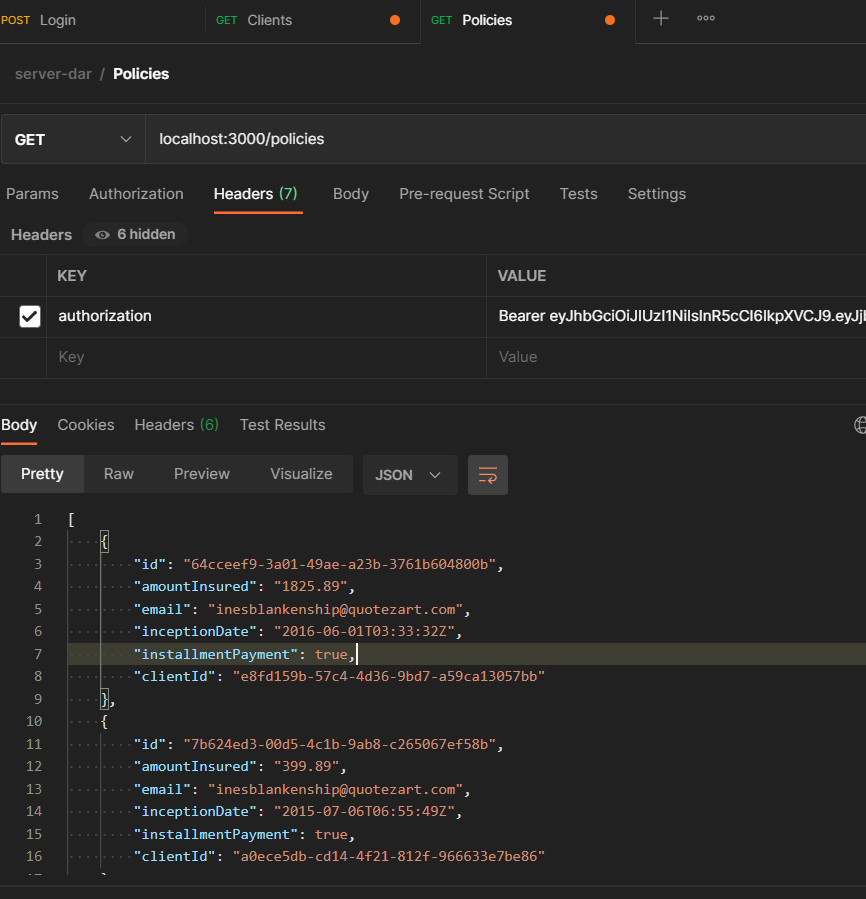 POST Login GET Clients GET Policies
server-dar / Policies
GET localhost:3000/policies
Params Authorization Headers (7) Body Pre-request Script Tests Settings
Headers 6 hidden
KEY VALUE
authorization Bearer eyJhbGciOiJIUzI1NiIsInR5cCI6IkpXVCJ9.eyJjb
Key Value
Body Cookies Headers (6) Test Results
Pretty Raw Preview Visualize JSON
1 [
2 {
3 "id": "64cceef9-3a01-49ae-a23b-3761b604800b",
4 "amountInsured": "1825.89",
5 "email": "inesblankenship@quotezart.com",
6 "inceptionDate": "2016-06-01T03:33:32Z",
7 "installmentPayment": true,
8 "clientId": "e8fd159b-57c4-4d36-9bd7-a59ca13057bb"
9 },
10 {
11 "id": "7b624ed3-00d5-4c1b-9ab8-c265067ef58b",
12 "amountInsured": "399.89",
13 "email": "inesblankenship@quotezart.com",
14 "inceptionDate": "2015-07-06T06:55:49Z",
15 "installmentPayment": true,
16 "clientId": "a0ece5db-cd14-4f21-812f-966633e7be86"